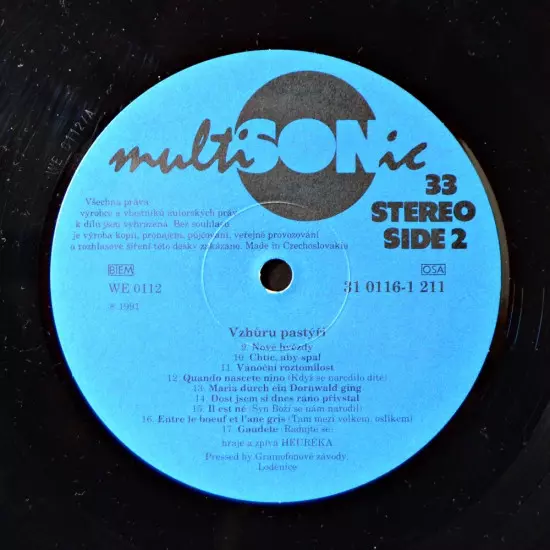 multiSONic
33
STEREO
SIDE 2
Všechna práva
výrobce a vlastníků autorských práv
k dílu jsou vyhrazena. Bez souhlasu
je výroba kopií, pronájem, půjčování, veřejné provozování
a rozhlasové šíření této desky zakázáno. Made in Czechoslovakia
BIEM
OSA
WE 0112
31 0116-1 211
℗ 1991
Vzhůru pastýři
9. Nové hvězdy
10. Chtíc, aby spal
11. Vánoční roztomilost
12. Quando nascete nino (Když se narodilo dítě)
13. Maria durch ein Dornwald ging
14. Dost jsem si dnes ráno přivstal
15. Il est né (Syn Boží se nám narodil)
16. Entre le boeuf et l'ane gris (Tam mezi volkem, oslíkem)
17. Gaudete (Radujte se)
hraje a zpívá HEURÉKA
Pressed by Gramofonové závody
Loděnice
WE 0112/A